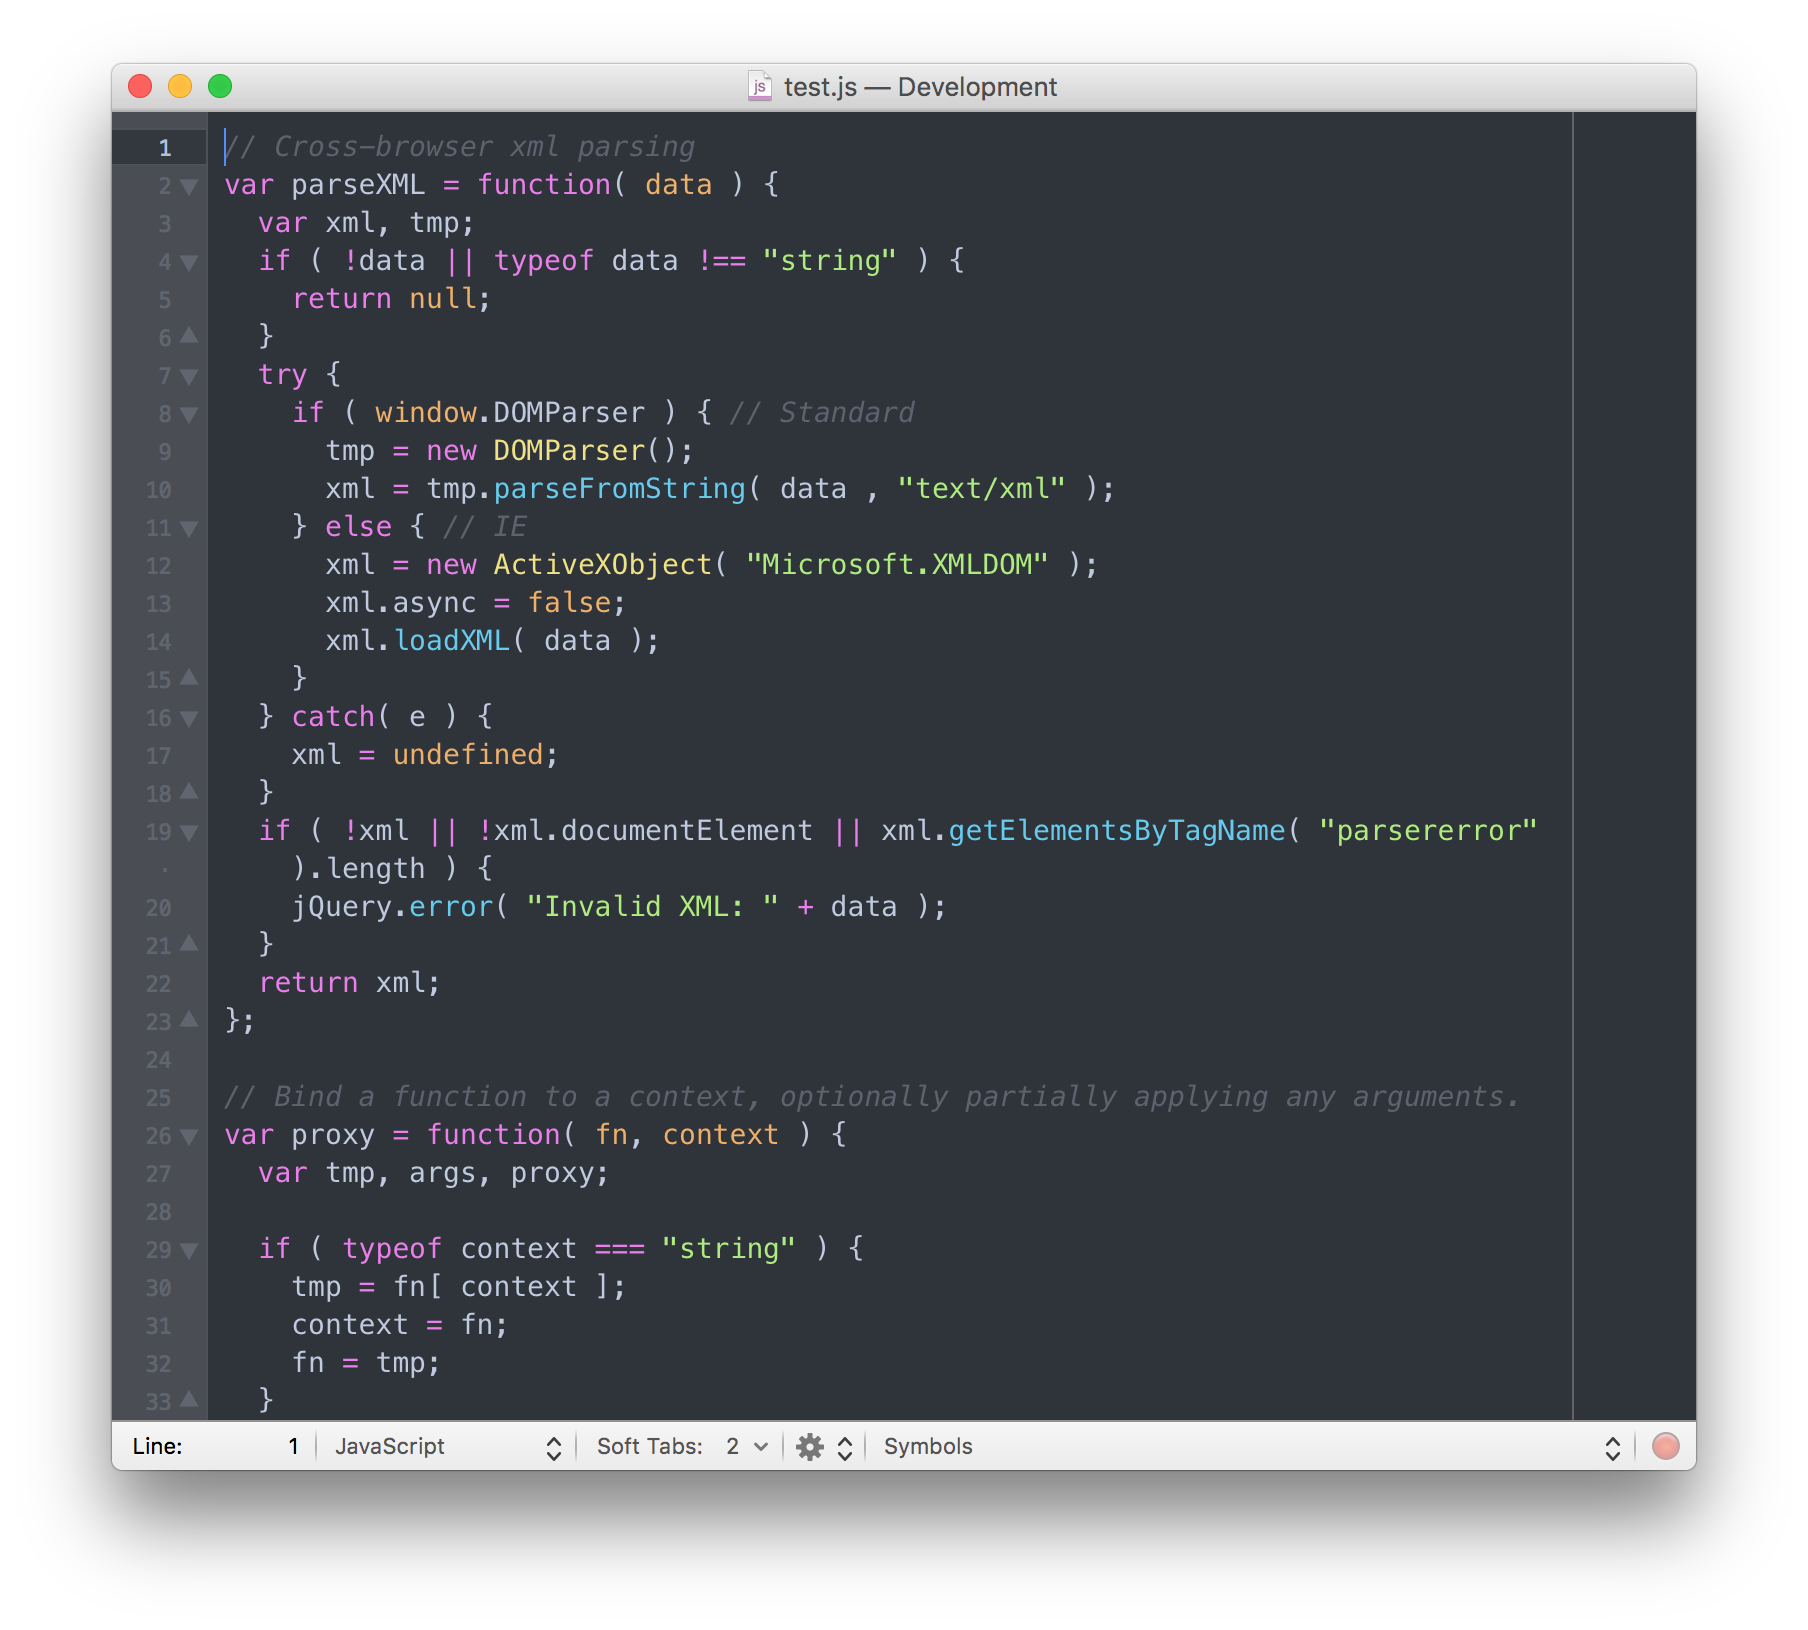 js test.js — Development
1 // Cross-browser xml parsing
2 var parseXML = function( data ) {
3   var xml, tmp;
4   if ( !data || typeof data !== "string" ) {
5     return null;
6   }
7   try {
8     if ( window.DOMParser ) { // Standard
9       tmp = new DOMParser();
10       xml = tmp.parseFromString( data , "text/xml" );
11     } else { // IE
12       xml = new ActiveXObject( "Microsoft.XMLDOM" );
13       xml.async = false;
14       xml.loadXML( data );
15     }
16   } catch( e ) {
17     xml = undefined;
18   }
19   if ( !xml || !xml.documentElement || xml.getElementsByTagName( "parsererror"
·     ).length ) {
20     jQuery.error( "Invalid XML: " + data );
21   }
22   return xml;
23 };
24
25 // Bind a function to a context, optionally partially applying any arguments.
26 var proxy = function( fn, context ) {
27   var tmp, args, proxy;
28
29   if ( typeof context === "string" ) {
30     tmp = fn[ context ];
31     context = fn;
32     fn = tmp;
33   }
Line: 1 JavaScript Soft Tabs: 2 Symbols